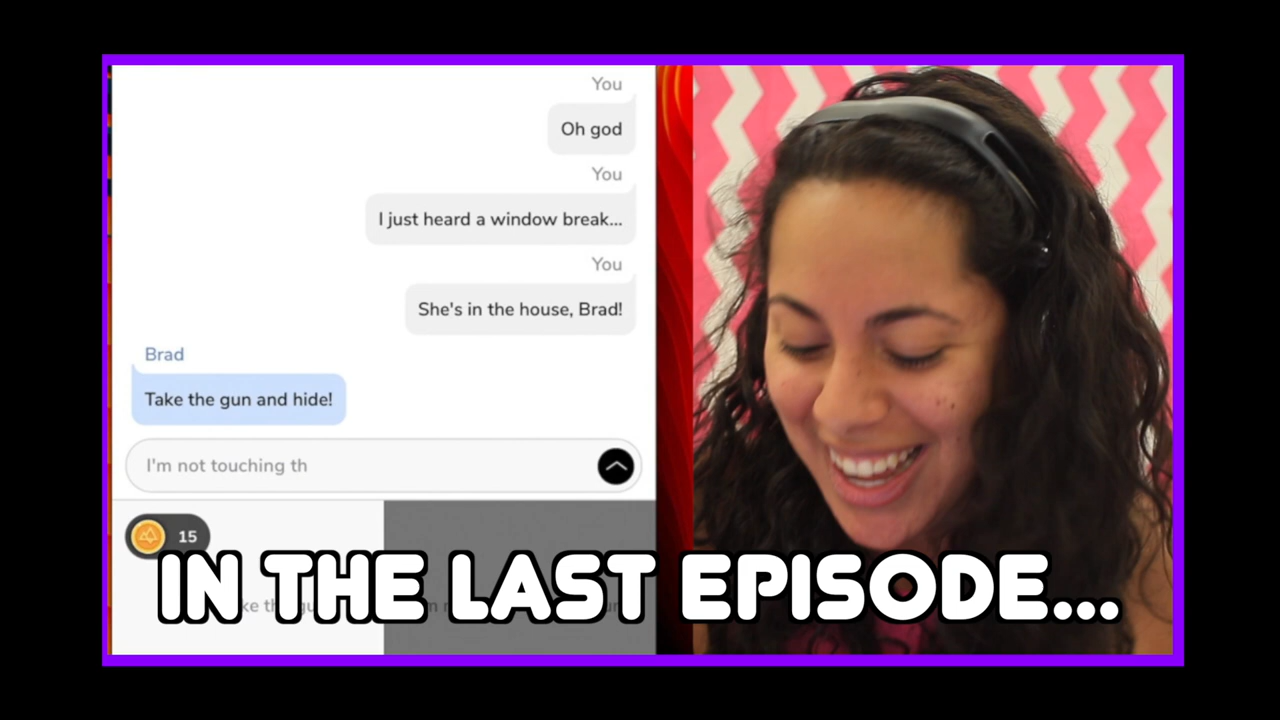 You
Oh god
You
I just heard a window break...
You
She's in the house, Brad!
Brad
Take the gun and hide!
I'm not touching th
15
IN THE LAST EPISODE...